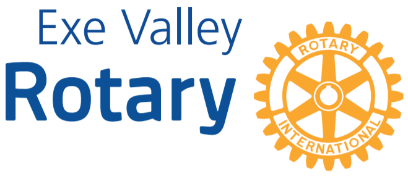 Exe Valley
Rotary
ROTARY
INTERNATIONAL